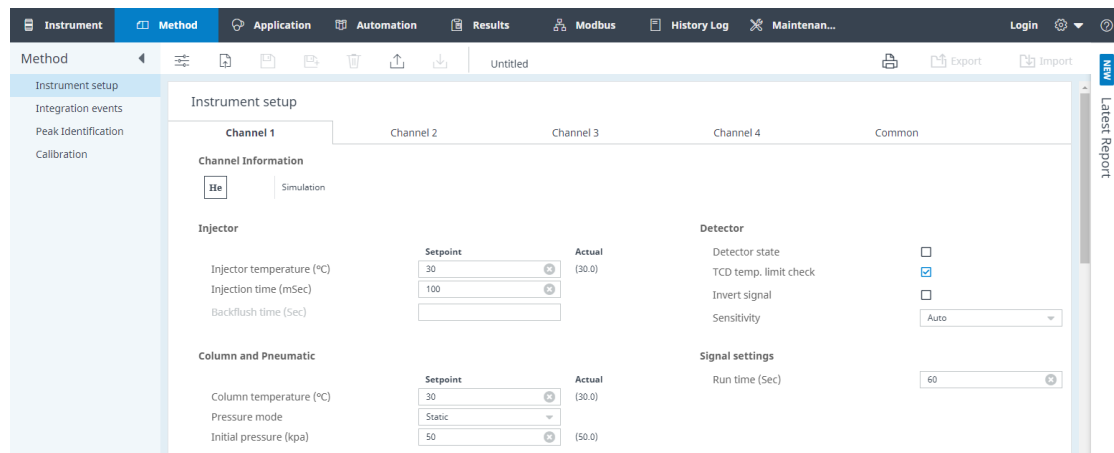 Instrument Method Application Automation Results Modbus History Log Maintenan... Login
Method Untitled Export Import
Instrument setup
Integration events
Peak Identification
Calibration
NEW Latest Report
Instrument setup
Channel 1 Channel 2 Channel 3 Channel 4 Common
Channel Information
He Simulation
Injector
Setpoint Actual
Injector temperature (ºC) 30 (30.0)
Injection time (mSec) 100
Backflush time (Sec)
Detector
Detector state
TCD temp. limit check
Invert signal
Sensitivity Auto
Column and Pneumatic
Setpoint Actual
Column temperature (ºC) 30 (30.0)
Pressure mode Static
Initial pressure (kpa) 50 (50.0)
Signal settings
Run time (Sec) 60